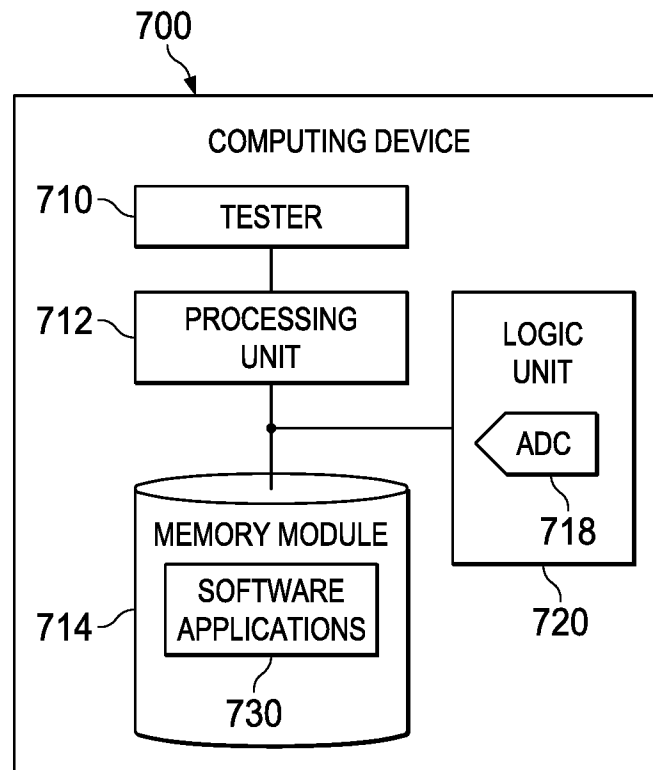 700
COMPUTING DEVICE
710
TESTER
712
PROCESSING
UNIT
LOGIC
UNIT
ADC
718
720
MEMORY MODULE
714
SOFTWARE
APPLICATIONS
730